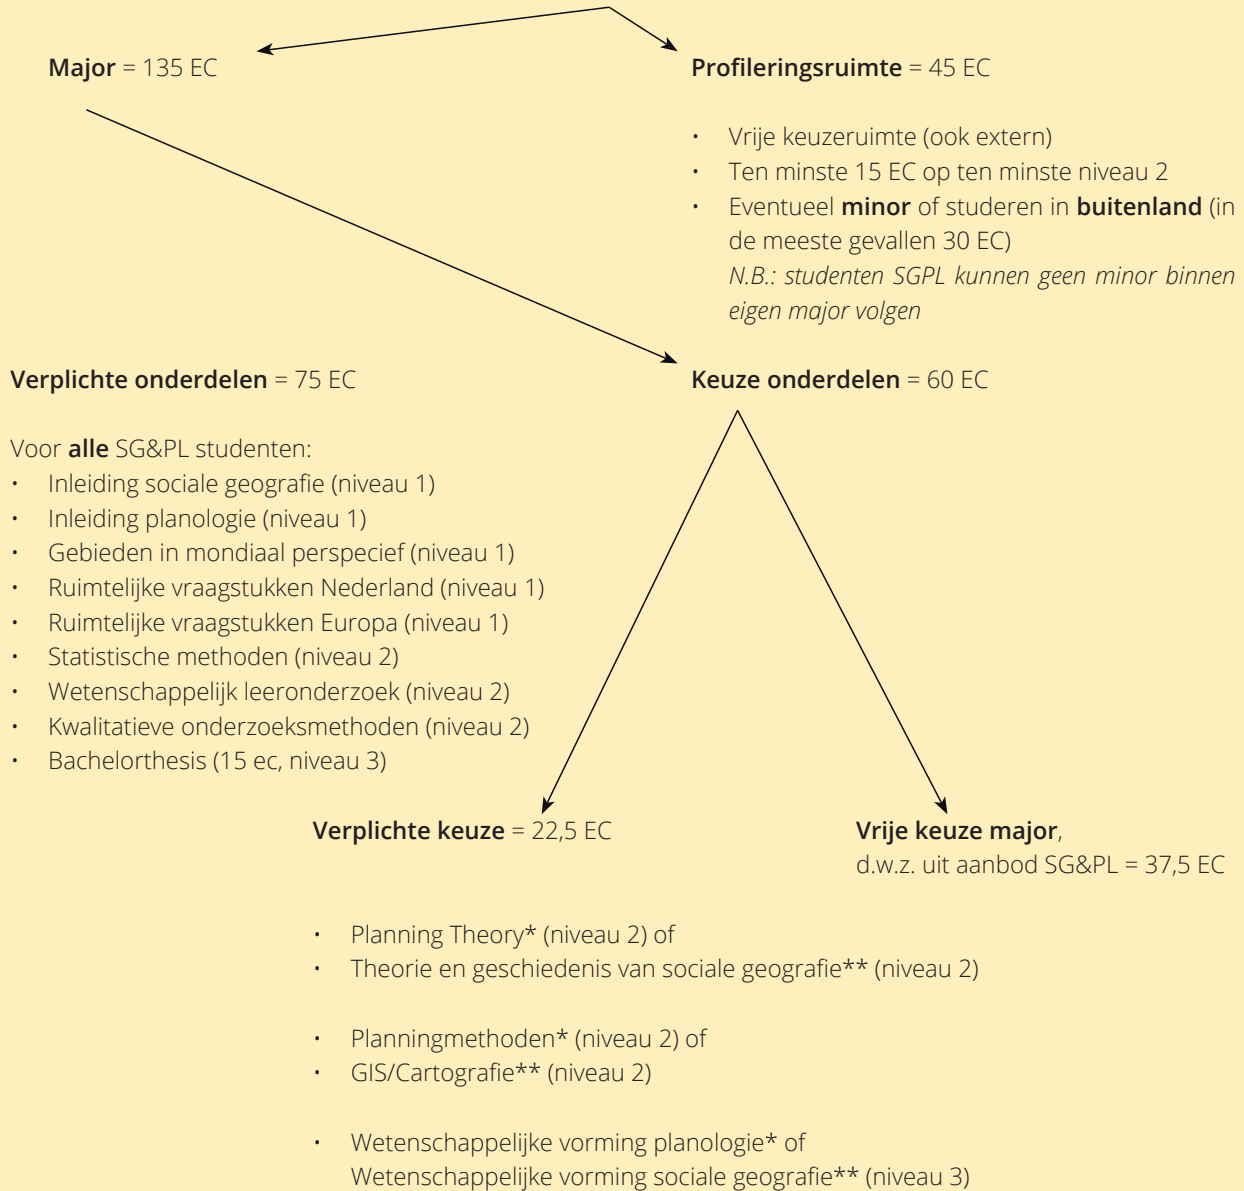 Major = 135 EC
Profileringsruimte = 45 EC
• Vrije keuzeruimte (ook extern)
• Ten minste 15 EC op ten minste niveau 2
• Eventueel minor of studeren in buitenland (in
de meeste gevallen 30 EC)
N.B.: studenten SGPL kunnen geen minor binnen
eigen major volgen
Verplichte onderdelen = 75 EC
Keuze onderdelen = 60 EC
Voor alle SG&PL studenten:
• Inleiding sociale geografie (niveau 1)
• Inleiding planologie (niveau 1)
• Gebieden in mondiaal perspecief (niveau 1)
• Ruimtelijke vraagstukken Nederland (niveau 1)
• Ruimtelijke vraagstukken Europa (niveau 1)
• Statistische methoden (niveau 2)
• Wetenschappelijk leeronderzoek (niveau 2)
• Kwalitatieve onderzoeksmethoden (niveau 2)
• Bachelorthesis (15 ec, niveau 3)
Verplichte keuze = 22,5 EC
Vrije keuze major,
d.w.z. uit aanbod SG&PL = 37,5 EC
• Planning Theory* (niveau 2) of
• Theorie en geschiedenis van sociale geografie** (niveau 2)
• Planningmethoden* (niveau 2) of
• GIS/Cartografie** (niveau 2)
• Wetenschappelijke vorming planologie* of
Wetenschappelijke vorming sociale geografie** (niveau 3)